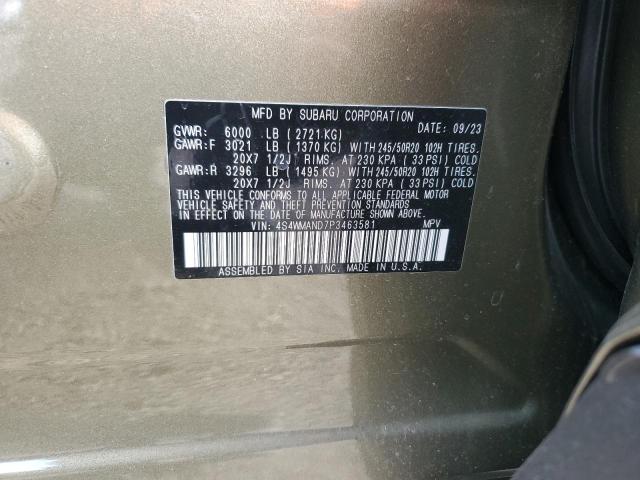 MFD BY SUBARU CORPORATION
GVWR: 6000 LB ( 2721 KG) DATE: 09/23
GAWR:F 3021 LB ( 1370 KG) WITH 245/50R20 102H TIRES.
20X7 1/2J RIMS. AT 230 KPA ( 33 PSI) COLD
GAWR:R 3296 LB ( 1495 KG) WITH 245/50R20 102H TIRES.
20X7 1/2J RIMS. AT 230 KPA ( 33 PSI) COLD
THIS VEHICLE CONFORMS TO ALL APPLICABLE FEDERAL MOTOR
VEHICLE SAFETY AND THEFT PREVENTION STANDARDS IN
EFFECT ON THE DATE OF MANUFACTURE SHOWN ABOVE.
VIN: 4S4WMAND7P3463581 MPV
ASSEMBLED BY SIA INC. MADE IN U.S.A.